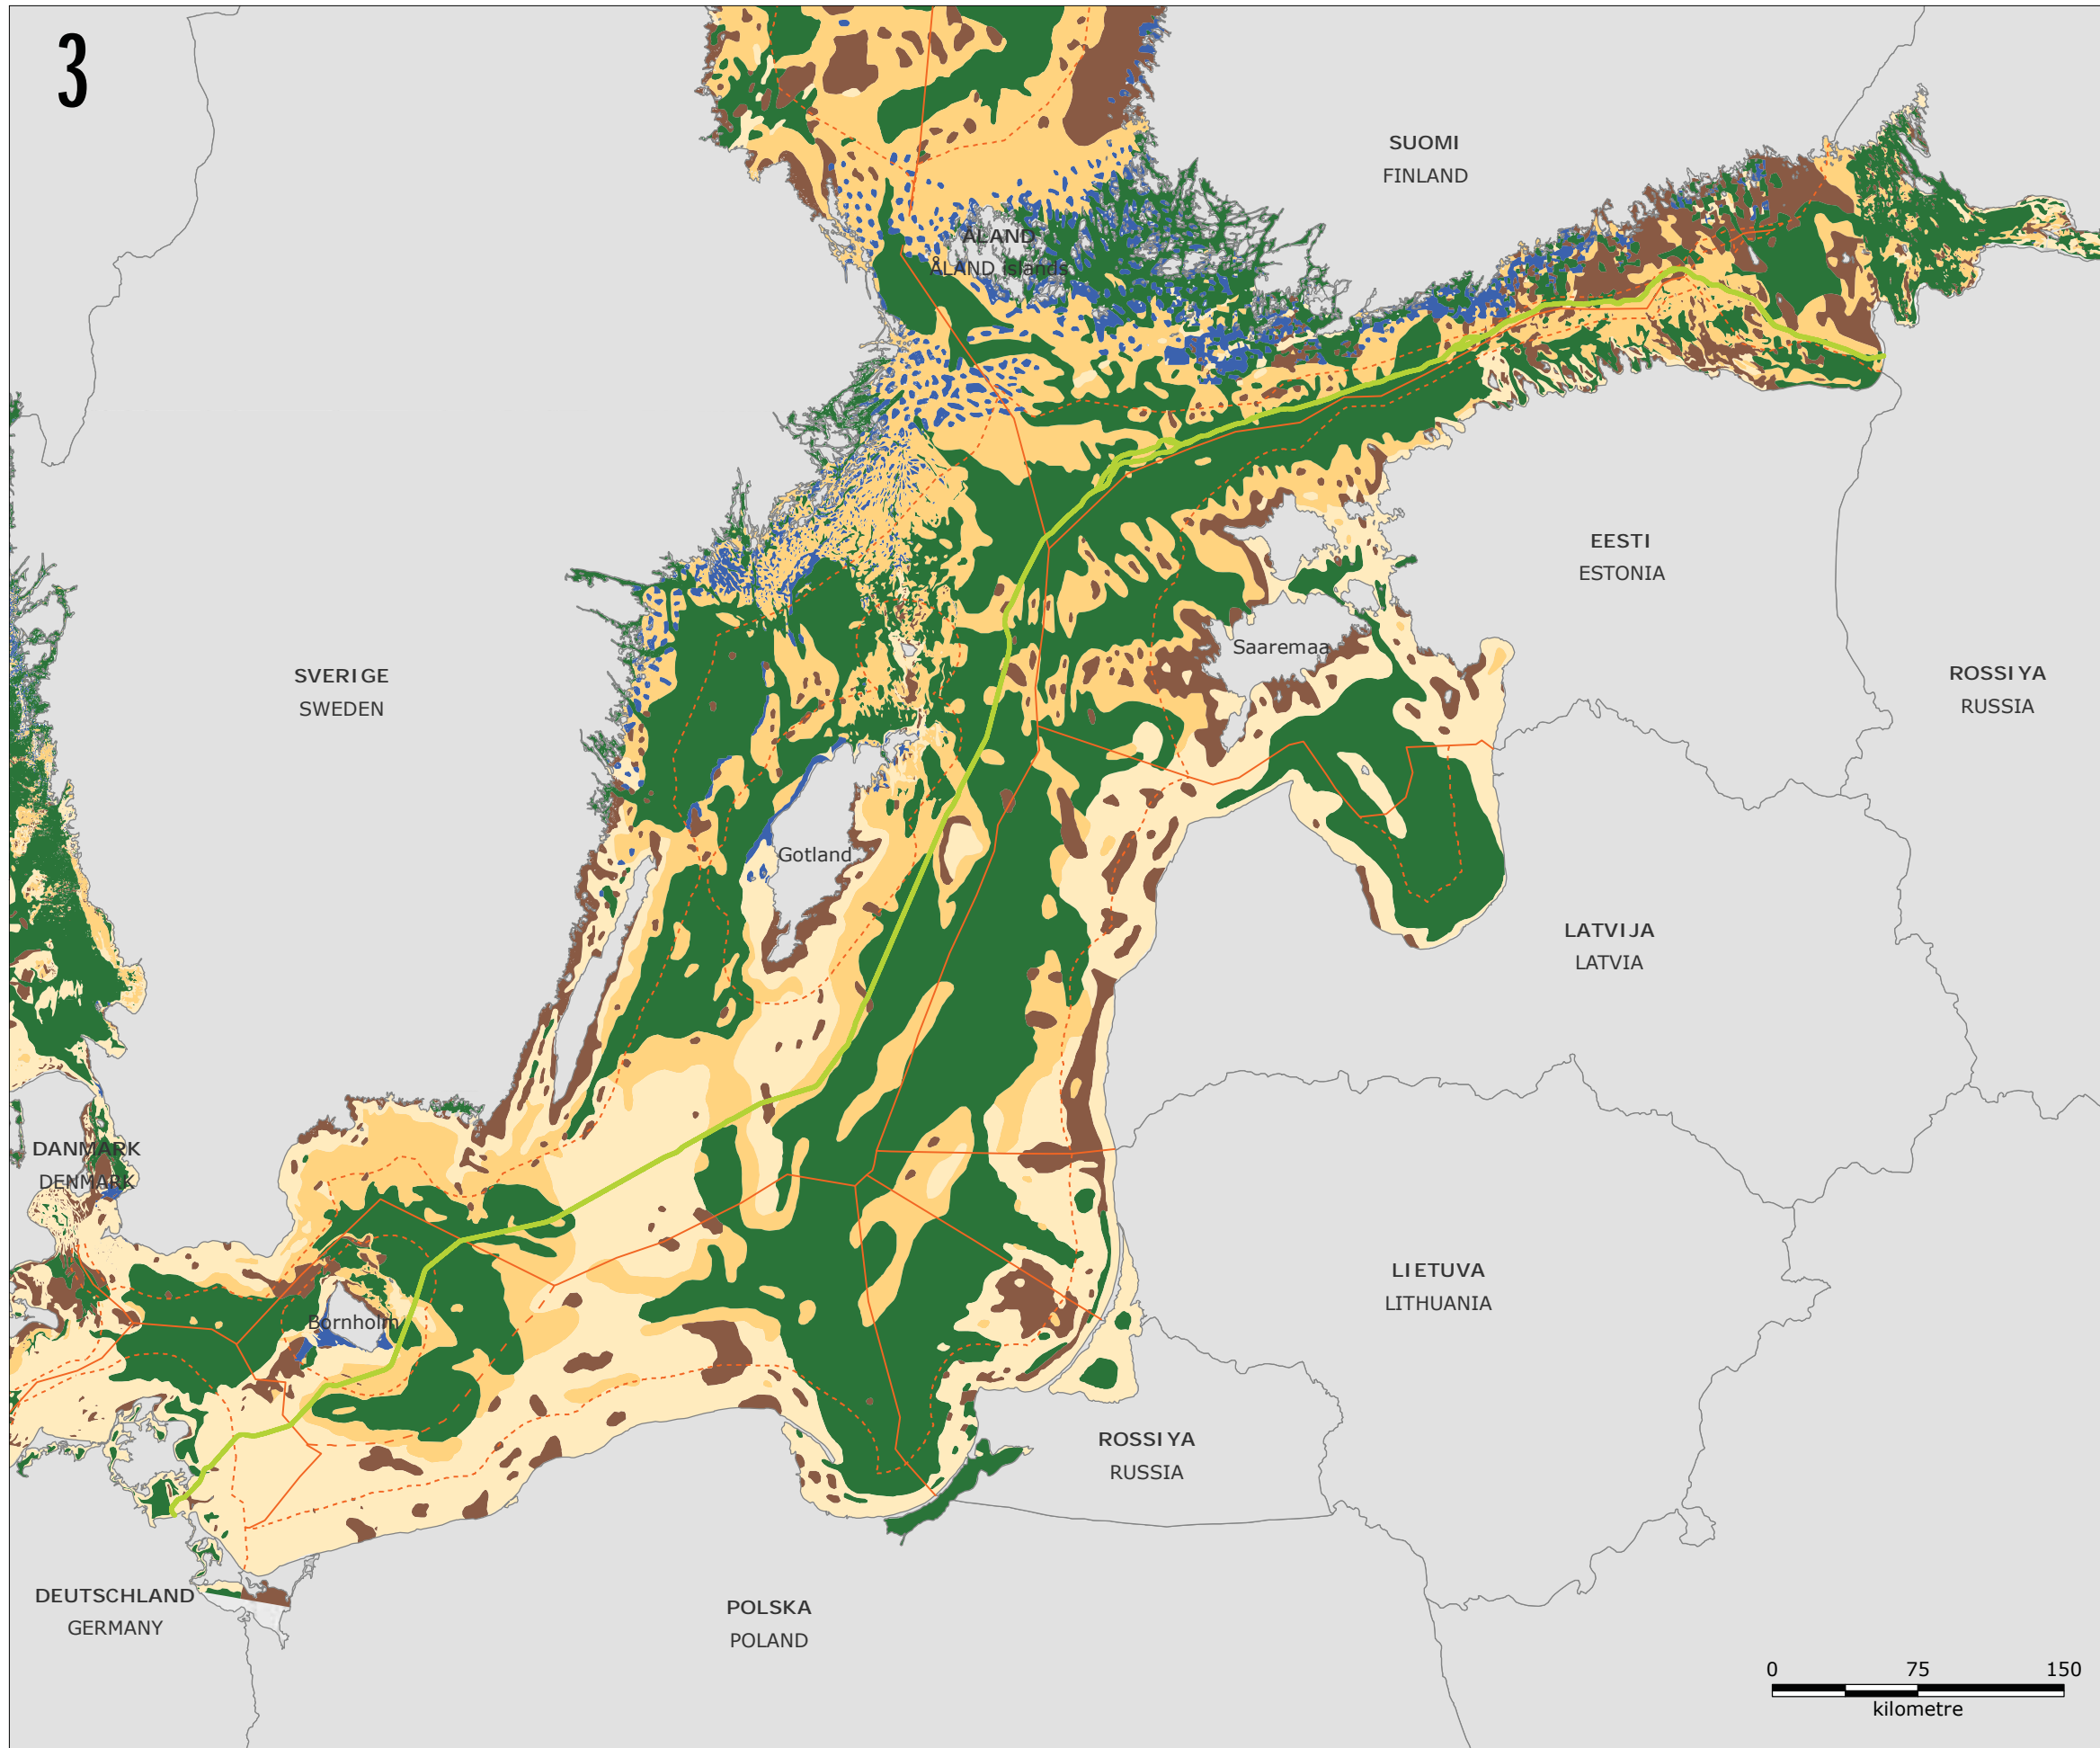 3
SUOMI
FINLAND
ÅLAND
ÅLAND islands
EESTI
ESTONIA
Saaremaa
SVERIGE
SWEDEN
ROSSIYA
RUSSIA
Gotland
LATVIJA
LATVIA
DANMARK
DENMARK
LIETUVA
LITHUANIA
Bornholm
ROSSIYA
RUSSIA
DEUTSCHLAND
GERMANY
POLSKA
POLAND
0 75 150
kilometre